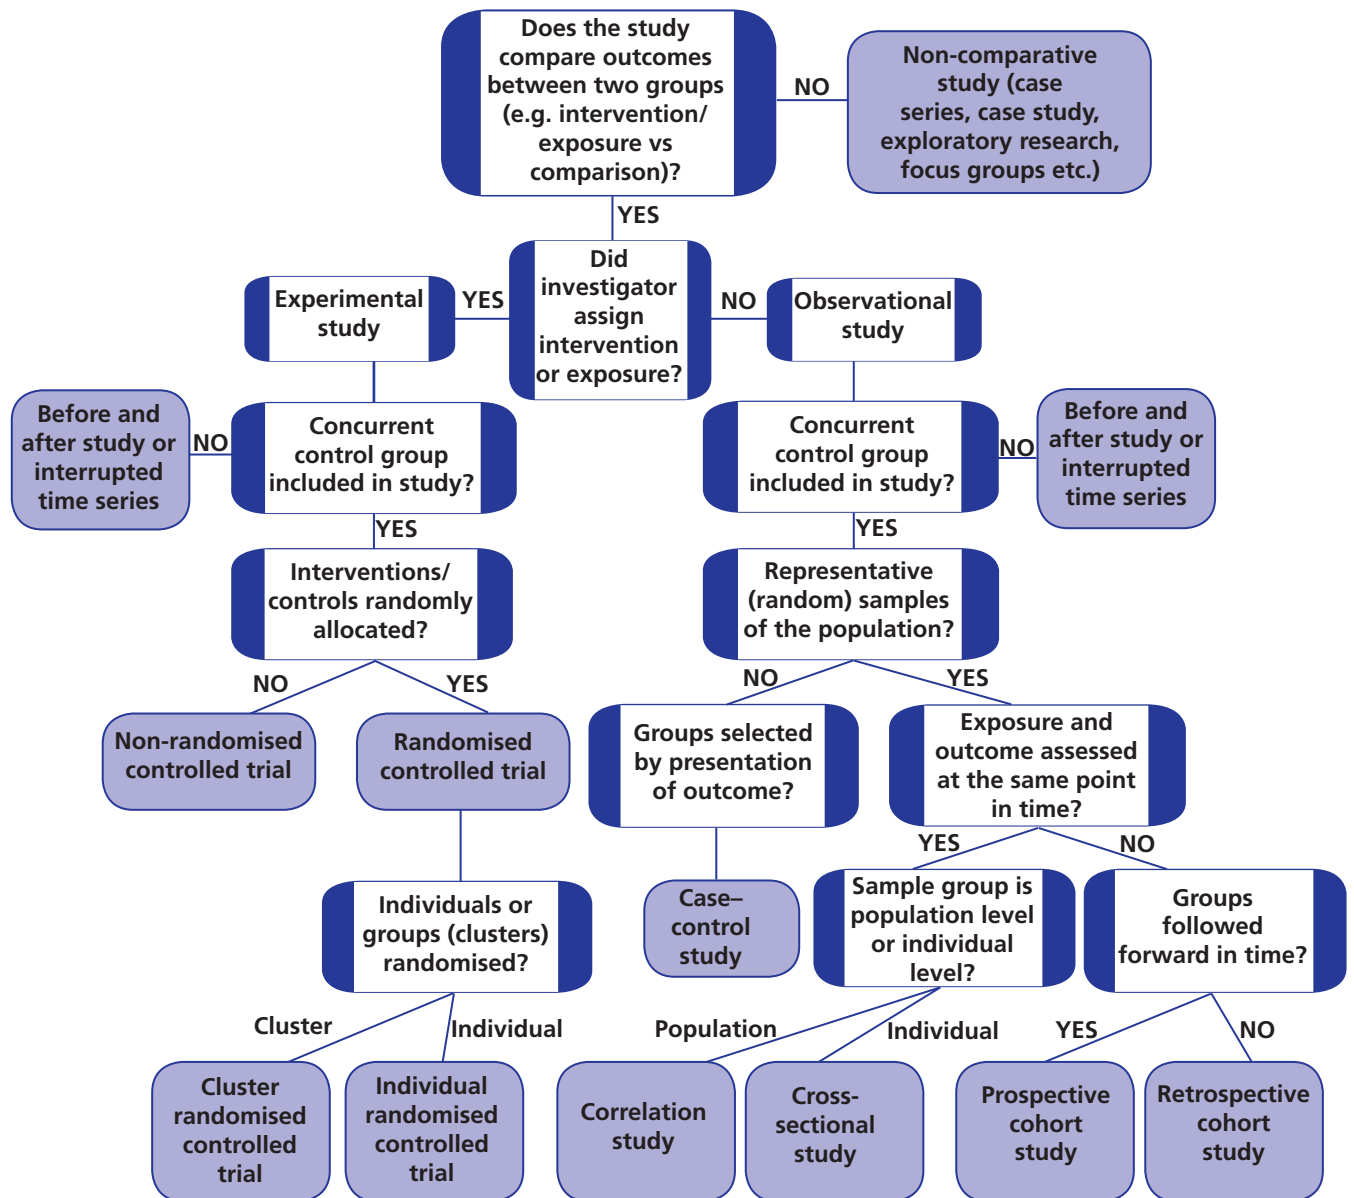 Does the study
compare outcomes
between two groups
(e.g. intervention/
exposure vs
comparison)?
NO
Non-comparative
study (case
series, case study,
exploratory research,
focus groups etc.)
YES
Did
investigator
assign
intervention
or exposure?
YES
Experimental
study
NO
Observational
study
Concurrent
control group
included in study?
NO
Before and
after study or
interrupted
time series
YES
Interventions/
controls randomly
allocated?
NO
Non-randomised
controlled trial
YES
Randomised
controlled trial
Individuals or
groups (clusters)
randomised?
Cluster
Cluster
randomised
controlled
trial
Individual
Individual
randomised
controlled
trial
Concurrent
control group
included in study?
NO
Before and
after study or
interrupted
time series
YES
Representative
(random) samples
of the population?
NO
Groups selected
by presentation
of outcome?
Case–
control
study
YES
Exposure and
outcome assessed
at the same point
in time?
YES
Sample group is
population level
or individual
level?
Population
Correlation
study
Individual
Cross-
sectional
study
NO
Groups
followed
forward in time?
YES
Prospective
cohort
study
NO
Retrospective
cohort
study